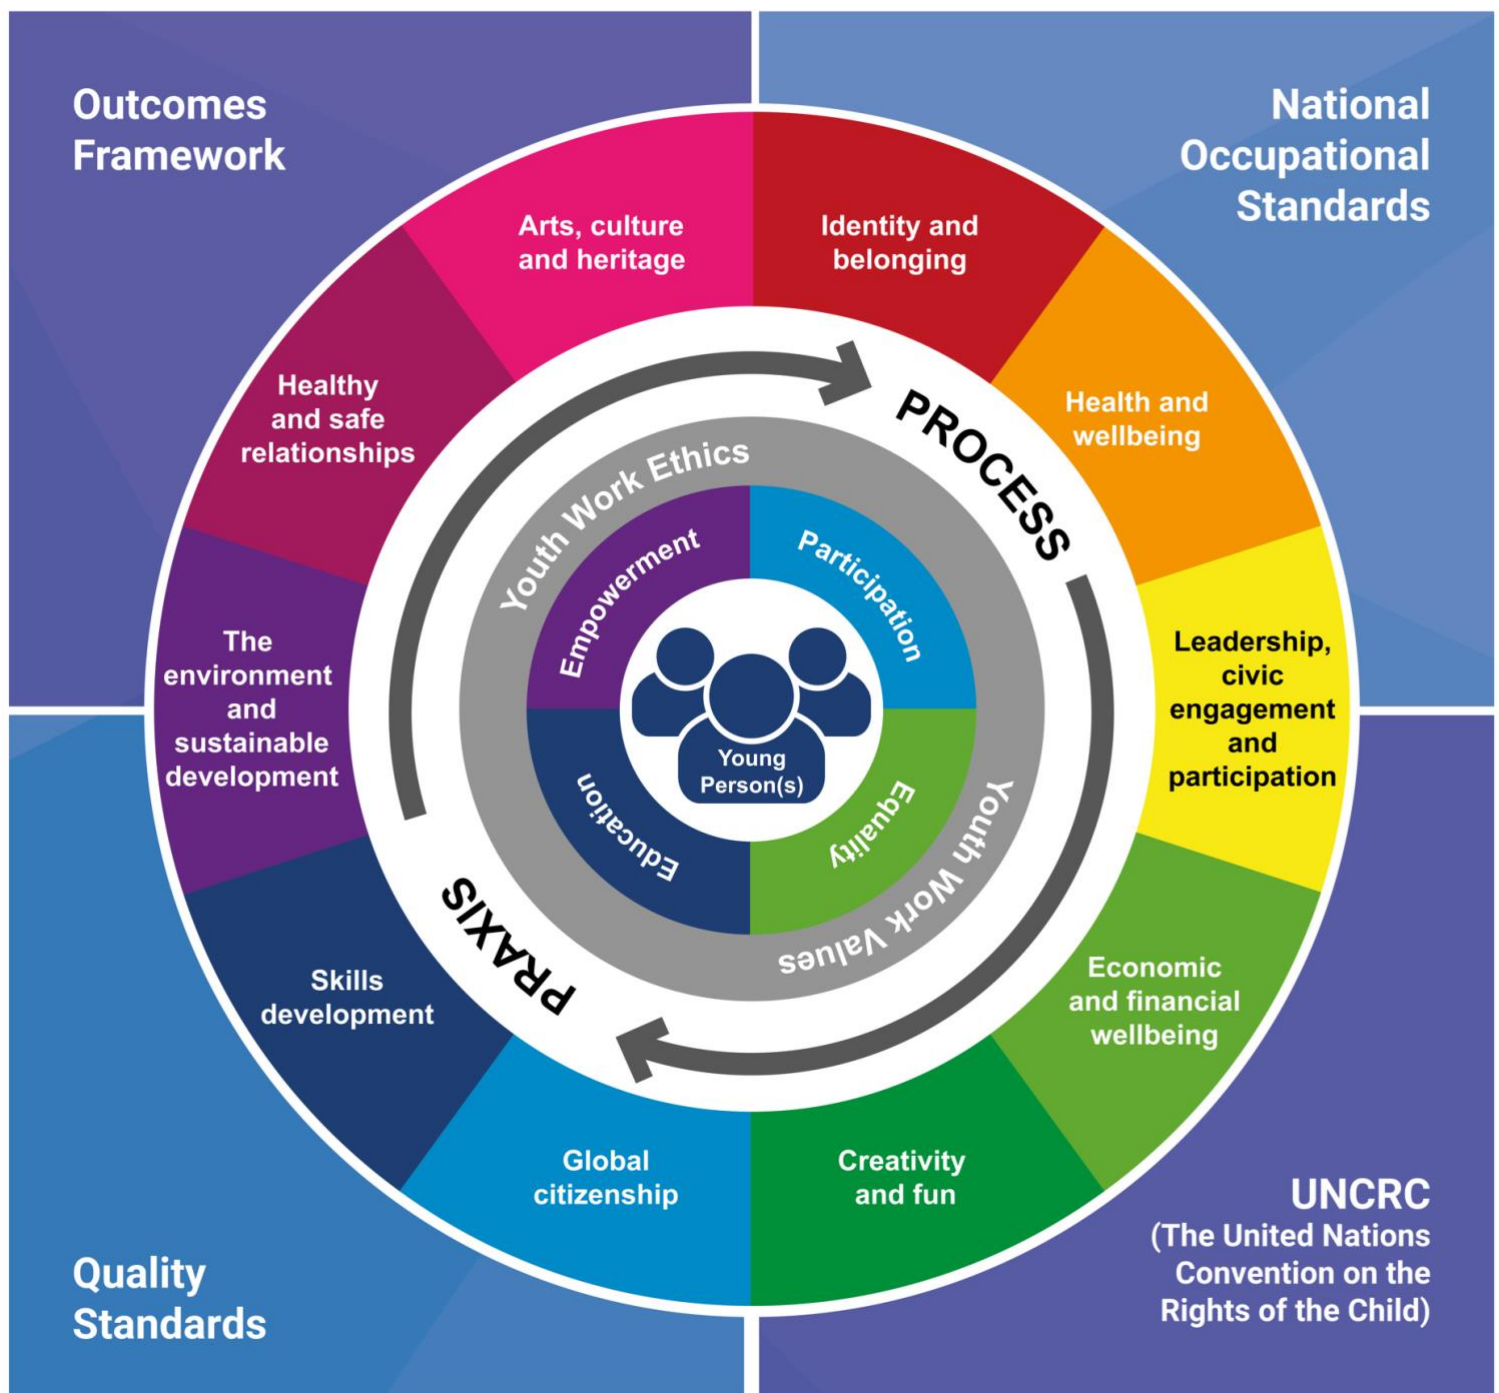 Outcomes
Framework
National
Occupational
Standards
Arts, culture
and heritage
Identity and
belonging
Health and
wellbeing
Leadership,
civic
engagement
and
participation
Economic
and financial
wellbeing
Creativity
and fun
Global
citizenship
Skills
development
The
environment
and
sustainable
development
Healthy
and safe
relationships
PROCESS
PRAXIS
Youth Work Ethics
Youth Work Values
Empowerment
Participation
Equality
Education
Young
Person(s)
Quality
Standards
UNCRC
(The United Nations
Convention on the
Rights of the Child)